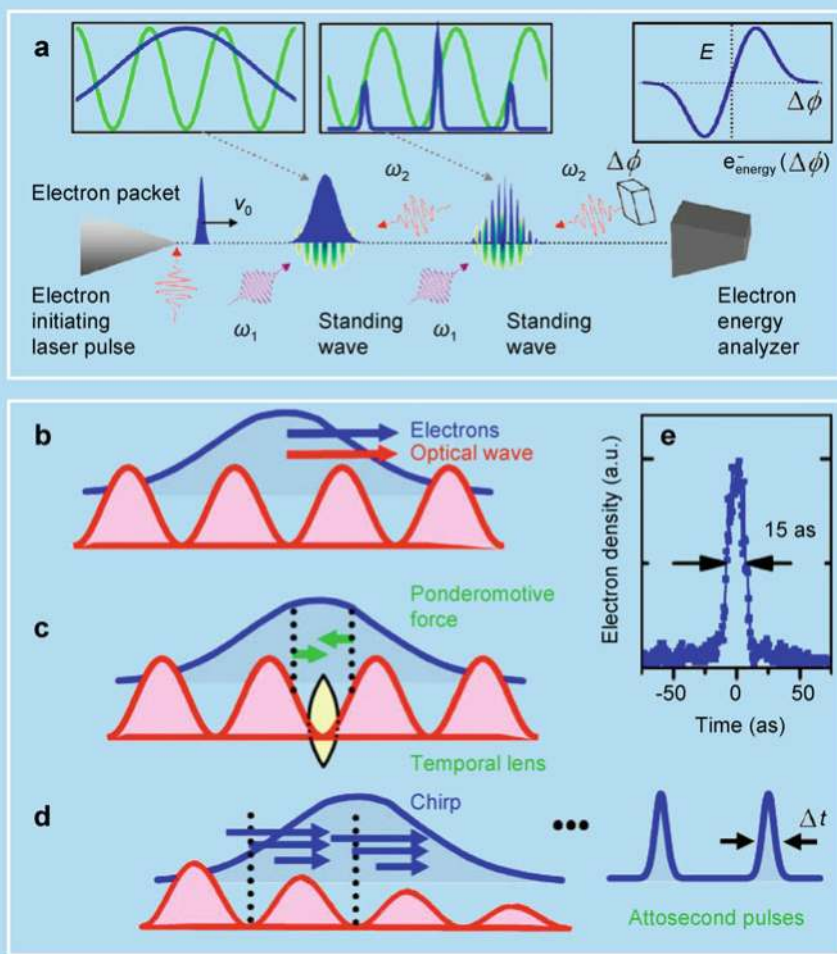 a
E
Δϕ
e⁻energy (Δϕ)
Electron packet
v0
ω2
ω2
Δϕ
Electron
initiating
laser pulse
ω1
Standing
wave
ω1
Standing
wave
Electron
energy
analyzer
b
Electrons
Optical wave
c
Ponderomotive
force
Temporal lens
d
Chirp
Δt
Attosecond pulses
e
Electron density (a.u.)
15 as
-50 0 50
Time (as)